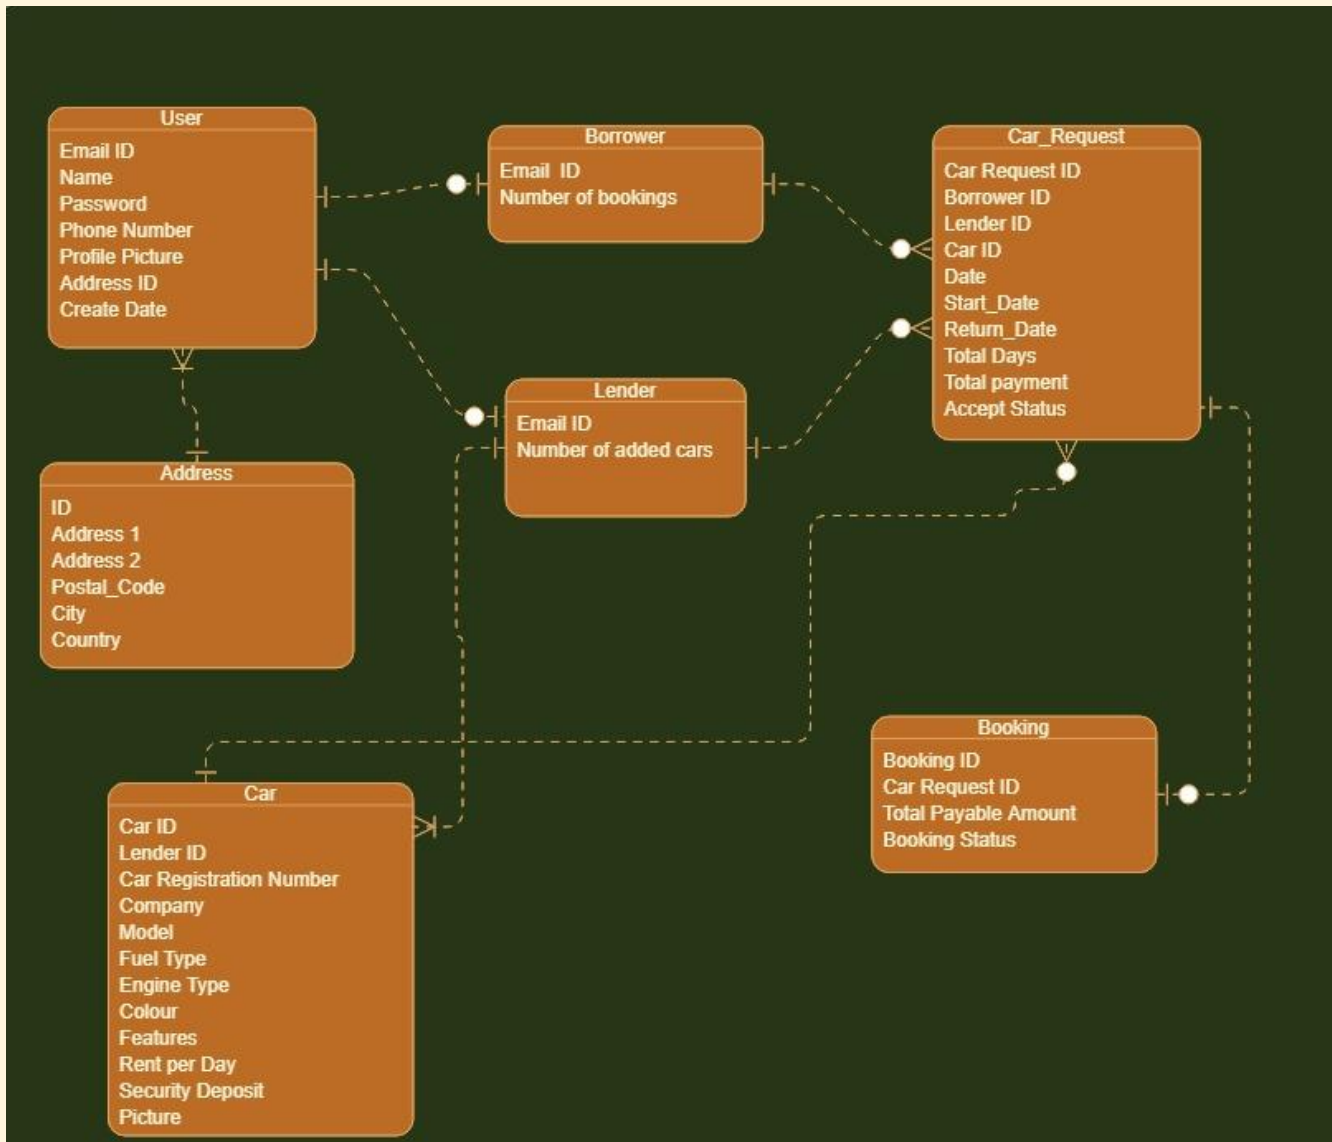 User
Email ID
Name
Password
Phone Number
Profile Picture
Address ID
Create Date
Borrower
Email  ID
Number of bookings
Car_Request
Car Request ID
Borrower ID
Lender ID
Car ID
Date
Start_Date
Return_Date
Total Days
Total payment
Accept Status
Lender
Email ID
Number of added cars
Address
ID
Address 1
Address 2
Postal_Code
City
Country
Booking
Booking ID
Car Request ID
Total Payable Amount
Booking Status
Car
Car ID
Lender ID
Car Registration Number
Company
Model
Fuel Type
Engine Type
Colour
Features
Rent per Day
Security Deposit
Picture